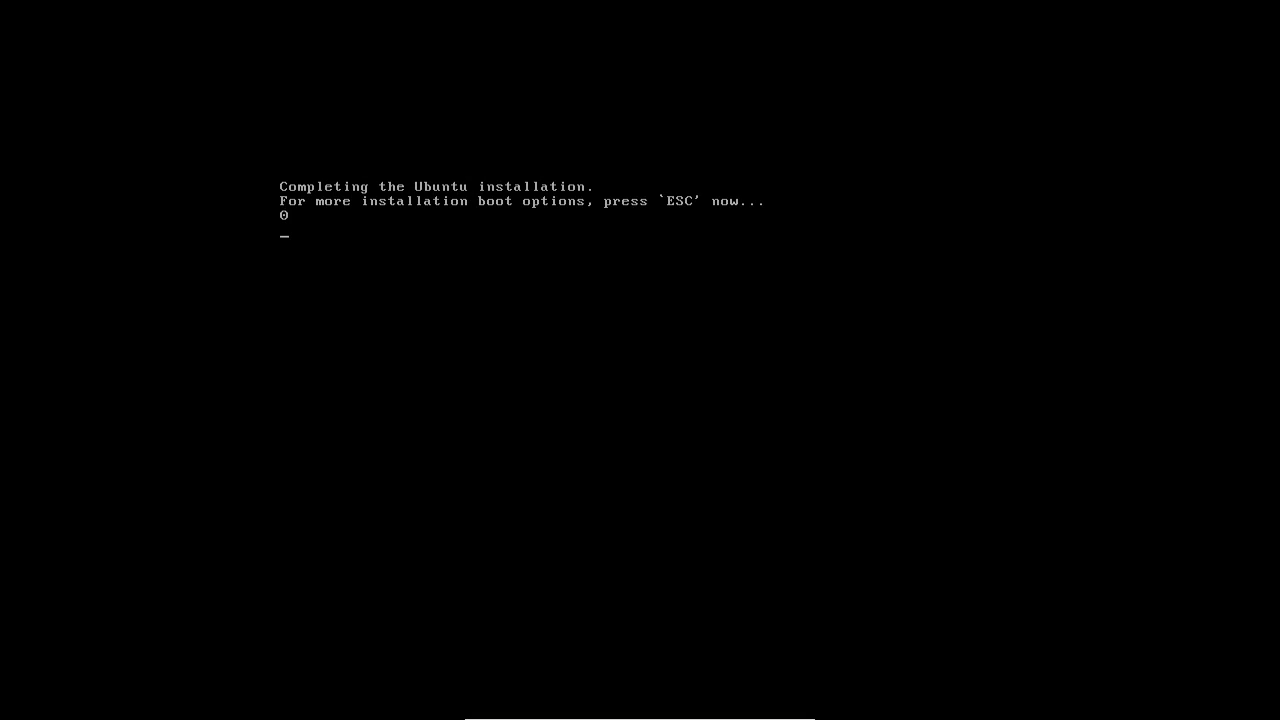 Completing the Ubuntu installation.
For more installation boot options, press `ESC' now...
0
_